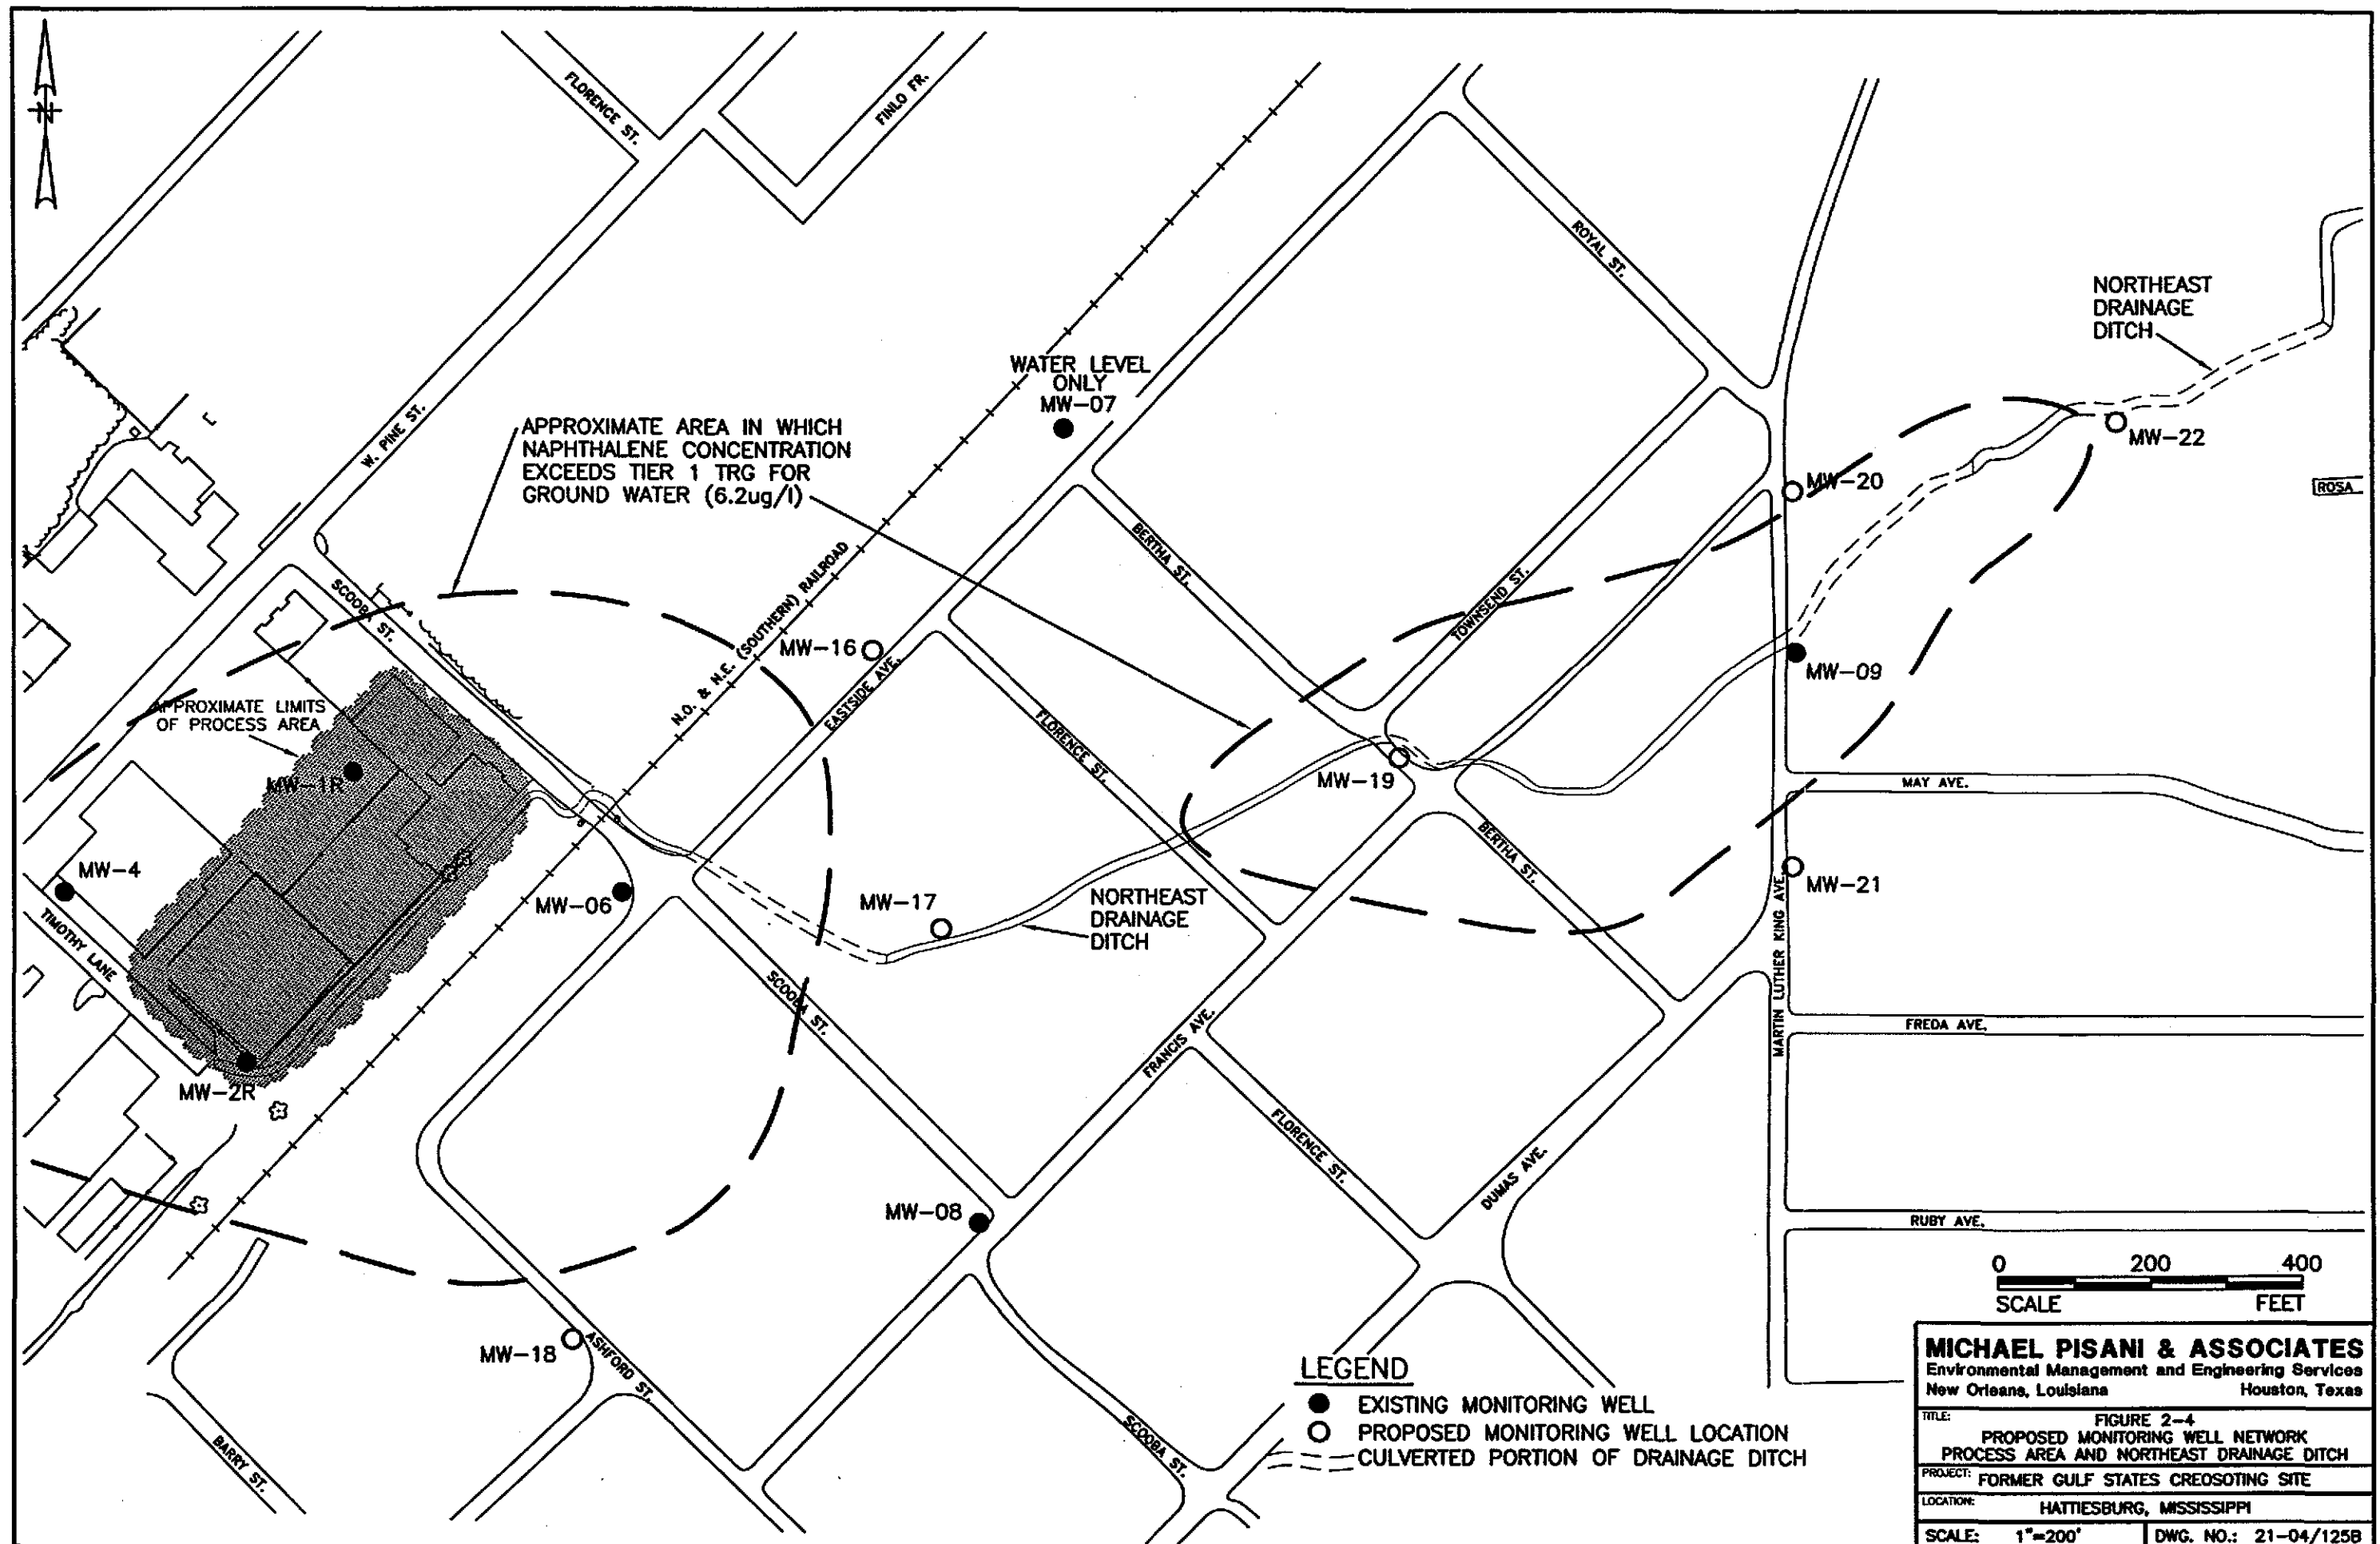 N
FLORENCE ST.
FINLO FR.
ROYAL ST.
NORTHEAST
DRAINAGE
DITCH
WATER LEVEL
ONLY
MW-07
W. PINE ST.
APPROXIMATE AREA IN WHICH
NAPHTHALENE CONCENTRATION
EXCEEDS TIER 1 TRG FOR
GROUND WATER (6.2ug/l)
MW-22
MW-20
ROSA
BERTHA ST.
SCOOBA ST.
N.O. & N.E. (SOUTHERN) RAILROAD
TOWNSEND ST.
MW-16
EASTSIDE AVE.
MW-09
APPROXIMATE LIMITS
OF PROCESS AREA
FLORENCE ST.
MW-1R
MW-19
MAY AVE.
BERTHA ST.
MW-4
MW-06
MW-17
NORTHEAST
DRAINAGE
DITCH
MW-21
TIMOTHY LANE
SCOOBA ST.
MARTIN LUTHER KING AVE.
FRANCIS AVE.
FREDA AVE.
MW-2R
FLORENCE ST.
DUMAS AVE.
MW-08
RUBY AVE.
0 200 400
SCALE FEET
MW-18
ASHFORD ST.
BARRY ST.
SCOOBA ST.
LEGEND
EXISTING MONITORING WELL
PROPOSED MONITORING WELL LOCATION
CULVERTED PORTION OF DRAINAGE DITCH
MICHAEL PISANI & ASSOCIATES
Environmental Management and Engineering Services
New Orleans, Louisiana Houston, Texas
TITLE: FIGURE 2-4
PROPOSED MONITORING WELL NETWORK
PROCESS AREA AND NORTHEAST DRAINAGE DITCH
PROJECT: FORMER GULF STATES CREOSOTING SITE
LOCATION: HATTIESBURG, MISSISSIPPI
SCALE: 1"=200' DWG. NO.: 21-04/125B